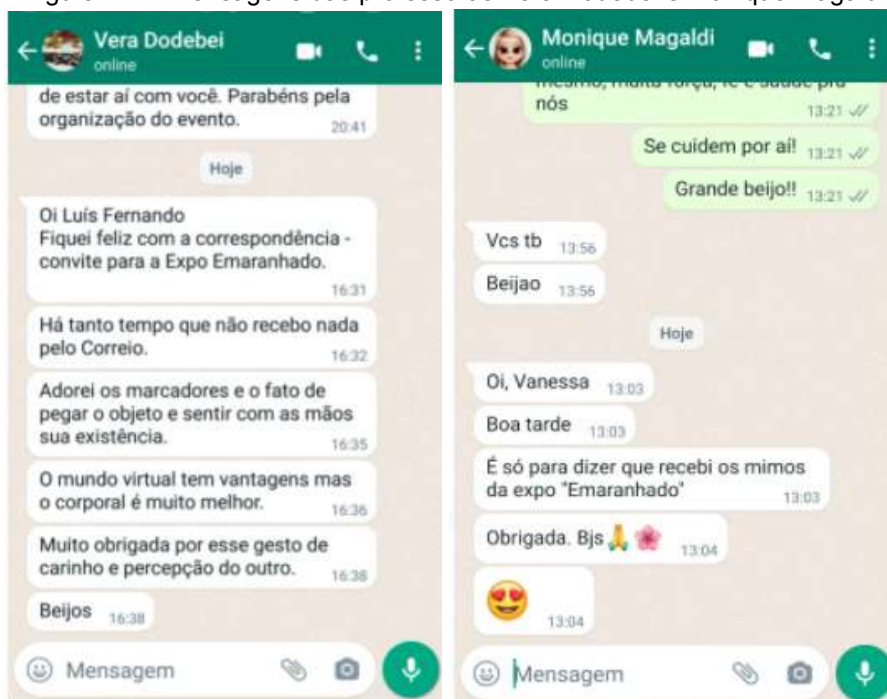 Vera Dodebei
online
de estar aí com você. Parabéns pela
organização do evento.
20:41
Hoje
Oi Luís Fernando
Fiquei feliz com a correspondência -
convite para a Expo Emaranhado.
16:31
Há tanto tempo que não recebo nada
pelo Correio.
16:32
Adorei os marcadores e o fato de
pegar o objeto e sentir com as mãos
sua existência.
16:35
O mundo virtual tem vantagens mas
o corporal é muito melhor.
16:36
Muito obrigada por esse gesto de
carinho e percepção do outro.
16:38
Beijos 16:38
Mensagem
Monique Magaldi
online
nós
13:21
Se cuidem por aí! 13:21
Grande beijo!! 13:21
Vcs tb 13:56
Beijao 13:56
Hoje
Oi, Vanessa 13:03
Boa tarde 13:03
É só para dizer que recebi os mimos
da expo "Emaranhado"
13:03
Obrigada. Bjs🙏🌸 13:04
😍
13:04
Mensagem